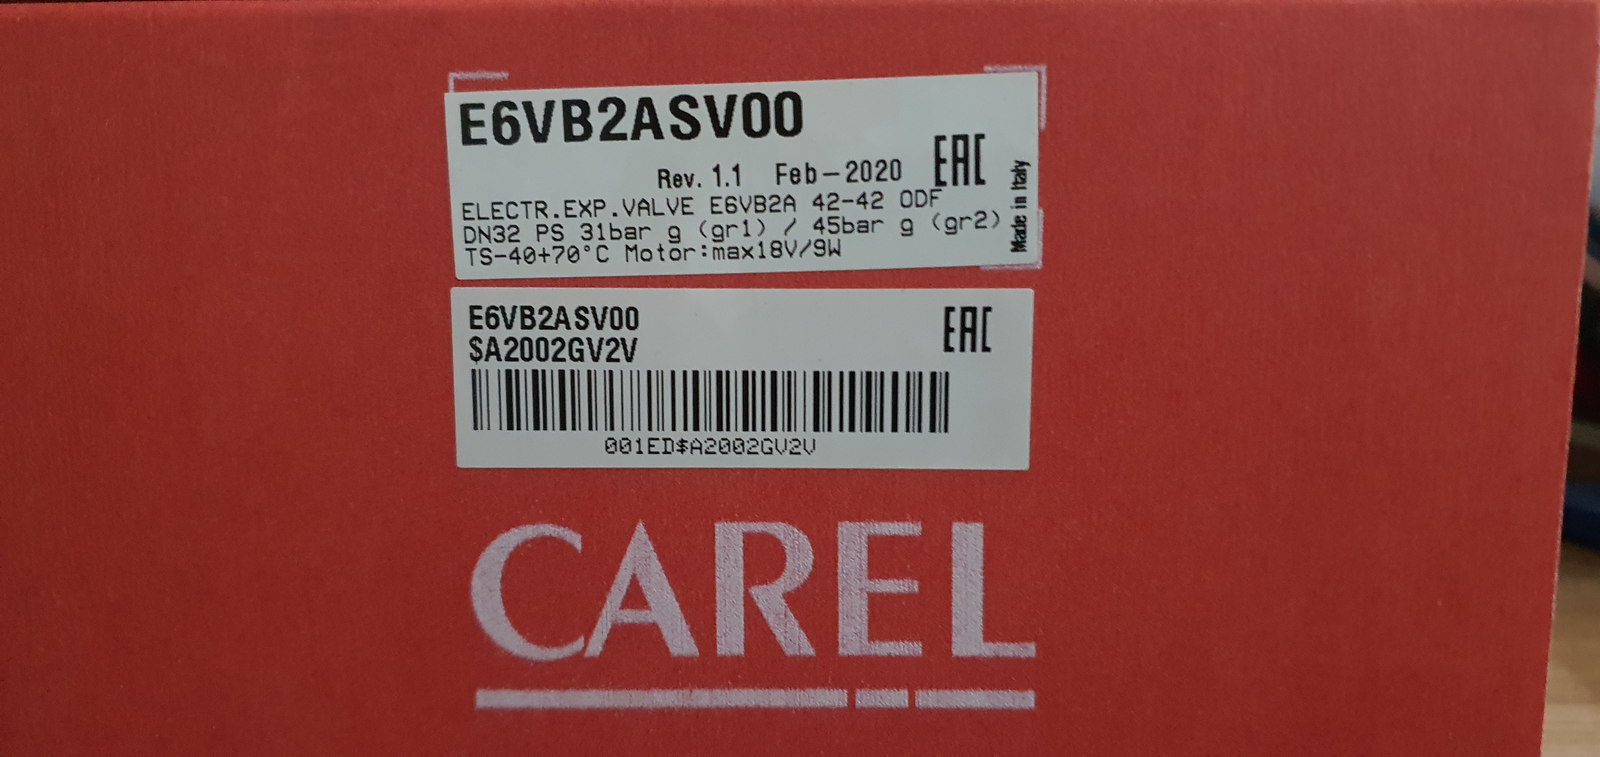 E6VB2ASV00
Rev. 1.1 Feb-2020 EAC
ELECTR.EXP.VALVE E6VB2A 42-42 ODF
DN32 PS 31bar g (gr1) / 45bar g (gr2)
TS-40+70°C Motor:max18V/9W
Made in Italy
E6VB2ASV00 EAC
$A2002GV2V
001ED$A2002GV2V
CAREL